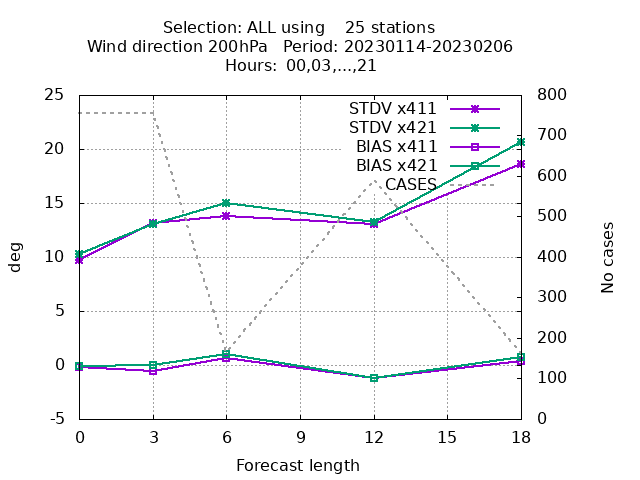 Selection: ALL using    25 stations
Wind direction 200hPa   Period: 20230114-20230206
Hours: 00,03,...,21
STDV x411
STDV x421
BIAS x411
BIAS x421
CASES
25
20
15
10
5
0
-5
deg
800
700
600
500
400
300
200
100
0
No cases
0 3 6 9 12 15 18
Forecast length